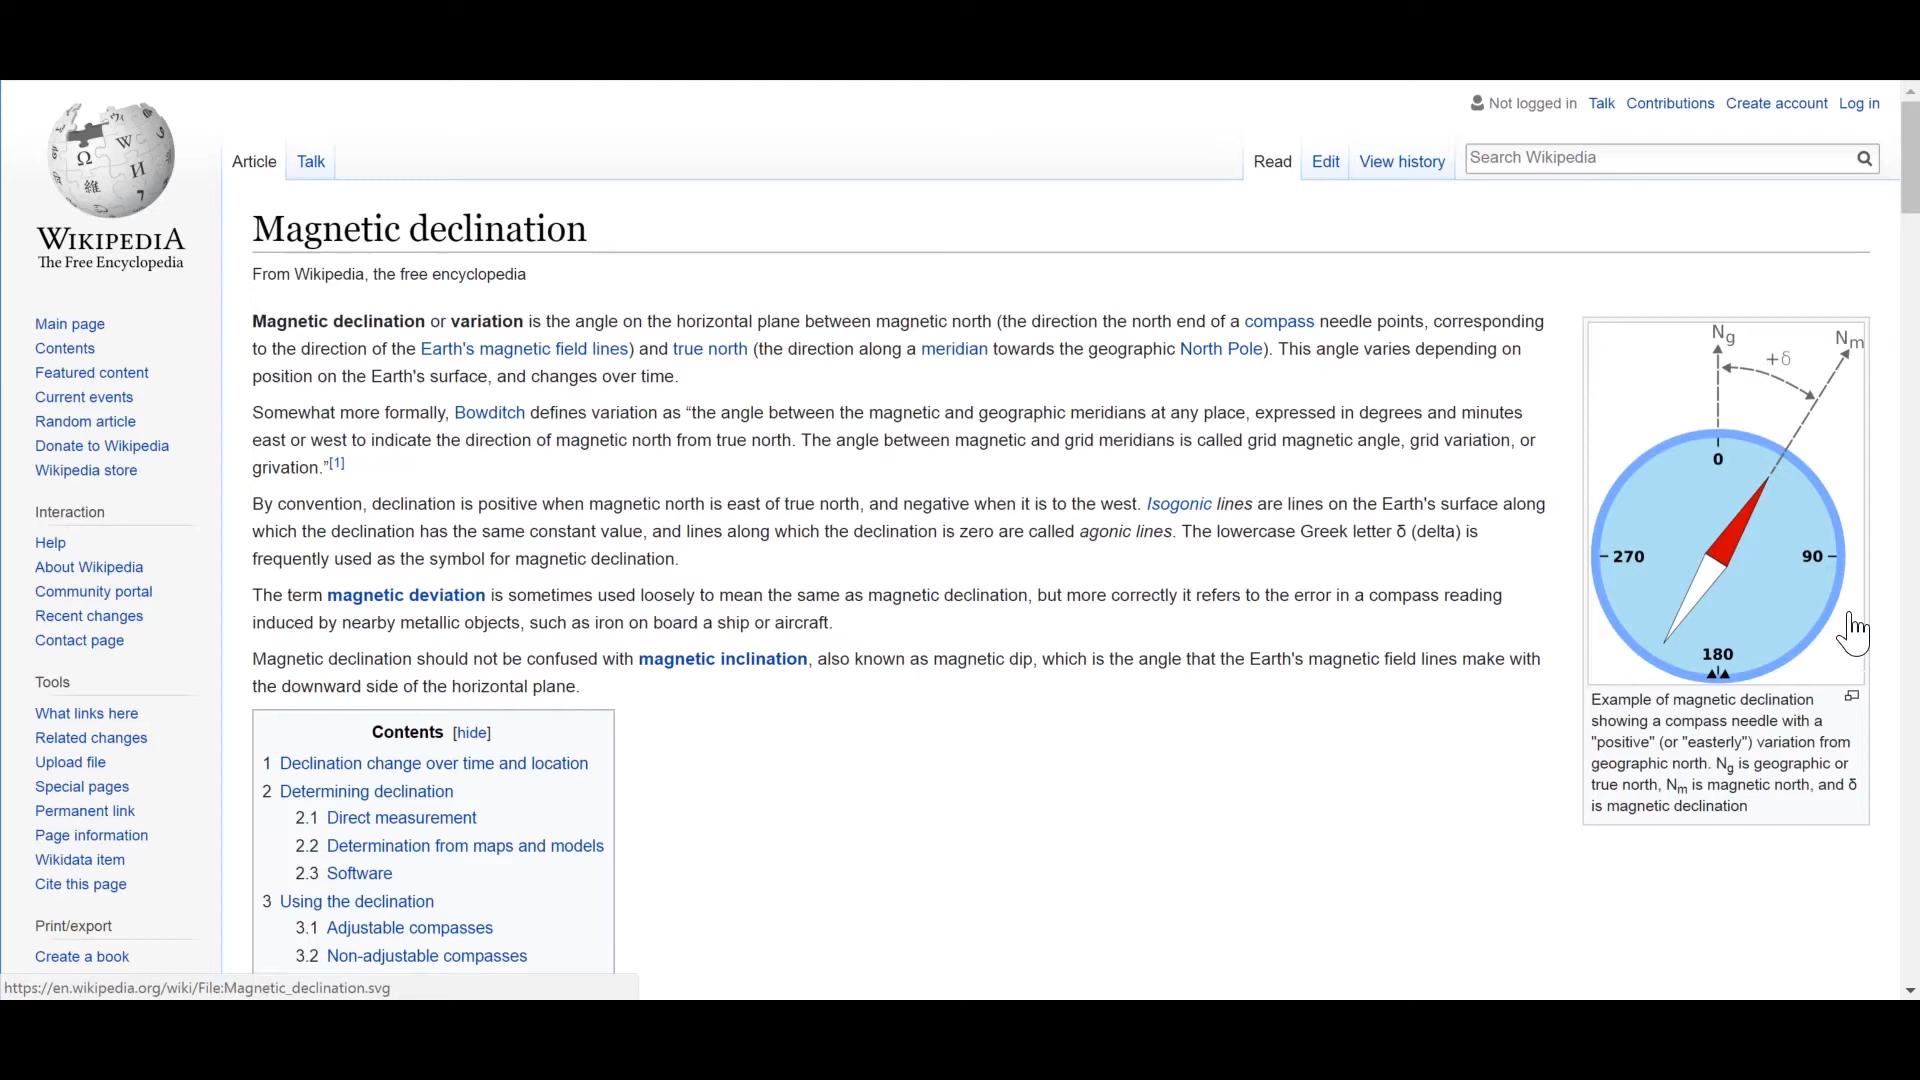 Not logged in Talk Contributions Create account Log in
Article Talk Read Edit View history Search Wikipedia
WIKIPEDIA
The Free Encyclopedia
Main page
Contents
Featured content
Current events
Random article
Donate to Wikipedia
Wikipedia store
Interaction
Help
About Wikipedia
Community portal
Recent changes
Contact page
Tools
What links here
Related changes
Upload file
Special pages
Permanent link
Page information
Wikidata item
Cite this page
Print/export
Create a book
Magnetic declination
From Wikipedia, the free encyclopedia
Magnetic declination or variation is the angle on the horizontal plane between magnetic north (the direction the north end of a compass needle points, corresponding
to the direction of the Earth's magnetic field lines) and true north (the direction along a meridian towards the geographic North Pole). This angle varies depending on
position on the Earth's surface, and changes over time.
Somewhat more formally, Bowditch defines variation as “the angle between the magnetic and geographic meridians at any place, expressed in degrees and minutes
east or west to indicate the direction of magnetic north from true north. The angle between magnetic and grid meridians is called grid magnetic angle, grid variation, or
grivation.”[1]
By convention, declination is positive when magnetic north is east of true north, and negative when it is to the west. Isogonic lines are lines on the Earth's surface along
which the declination has the same constant value, and lines along which the declination is zero are called agonic lines. The lowercase Greek letter δ (delta) is
frequently used as the symbol for magnetic declination.
The term magnetic deviation is sometimes used loosely to mean the same as magnetic declination, but more correctly it refers to the error in a compass reading
induced by nearby metallic objects, such as iron on board a ship or aircraft.
Magnetic declination should not be confused with magnetic inclination, also known as magnetic dip, which is the angle that the Earth's magnetic field lines make with
the downward side of the horizontal plane.
Contents [hide]
1 Declination change over time and location
2 Determining declination
2.1 Direct measurement
2.2 Determination from maps and models
2.3 Software
3 Using the declination
3.1 Adjustable compasses
3.2 Non-adjustable compasses
Ng Nm
+δ
0
270 90
180
Example of magnetic declination
showing a compass needle with a
"positive" (or "easterly") variation from
geographic north. Ng is geographic or
true north, Nm is magnetic north, and δ
is magnetic declination
https://en.wikipedia.org/wiki/File:Magnetic_declination.svg